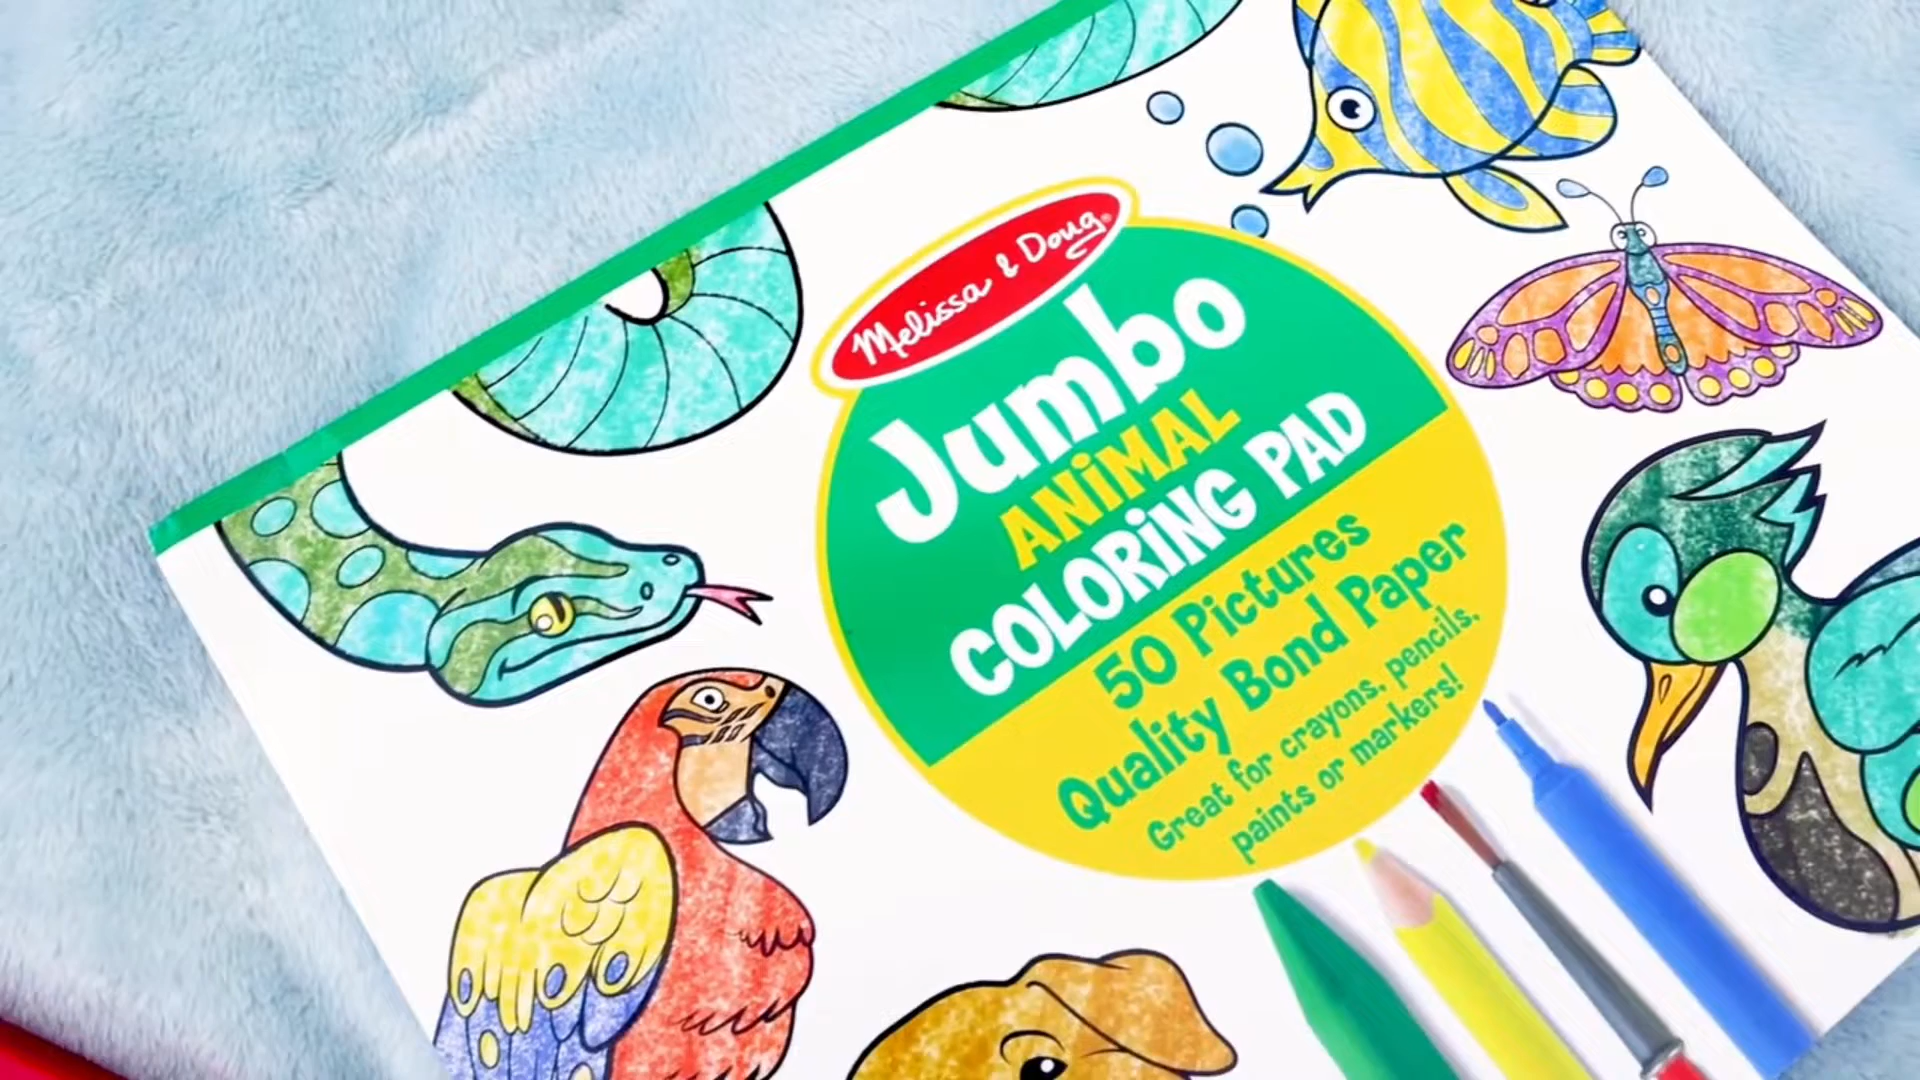 Melissa & Doug®
Jumbo
ANiMAL
COLORiNG PAD
50 Pictures
Quality Bond Paper
Great for crayons, pencils,
paints or markers!